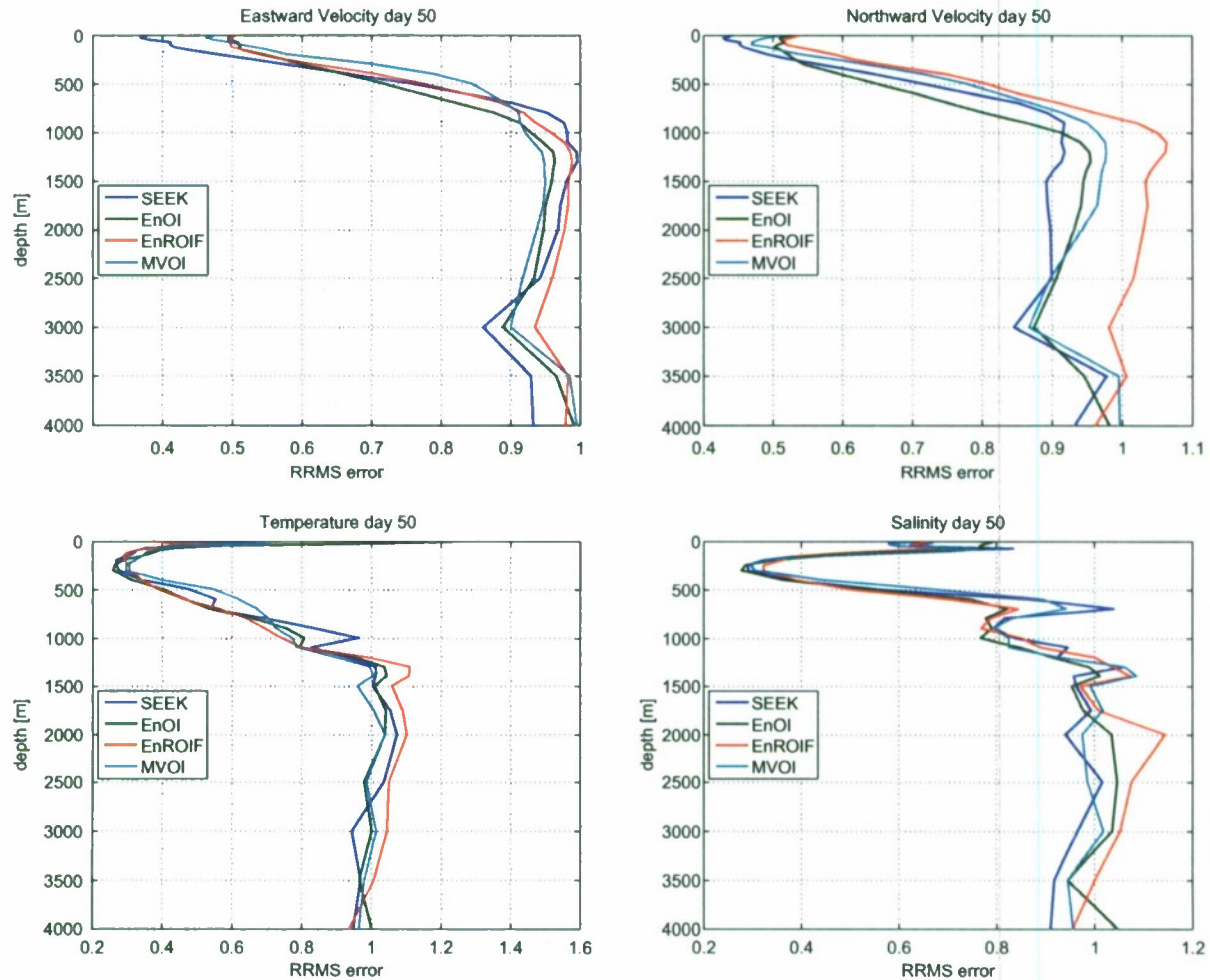 Eastward Velocity day 50
0
500
1000
1500
2000
2500
3000
3500
4000
depth [m]
SEEK
EnOI
EnROIF
MVOI
0.4 0.5 0.6 0.7 0.8 0.9 1
RRMS error
Northward Velocity day 50
0
500
1000
1500
2000
2500
3000
3500
4000
depth [m]
SEEK
EnOI
EnROIF
MVOI
0.4 0.5 0.6 0.7 0.8 0.9 1 1.1
RRMS error
Temperature day 50
0
500
1000
1500
2000
2500
3000
3500
4000
depth [m]
SEEK
EnOI
EnROIF
MVOI
0.2 0.4 0.6 0.8 1 1.2 1.4 1.6
RRMS error
Salinity day 50
0
500
1000
1500
2000
2500
3000
3500
4000
depth [m]
SEEK
EnOI
EnROIF
MVOI
0.2 0.4 0.6 0.8 1 1.2
RRMS error